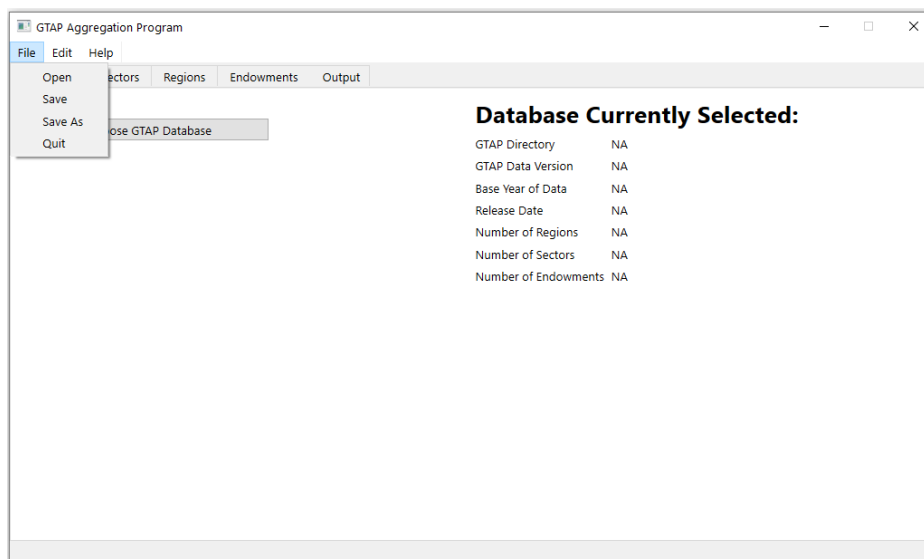 GTAP Aggregation Program
File Edit Help
Open
Save
Save As
Quit
ectors Regions Endowments Output
ose GTAP Database
Database Currently Selected:
GTAP Directory NA
GTAP Data Version NA
Base Year of Data NA
Release Date NA
Number of Regions NA
Number of Sectors NA
Number of Endowments NA